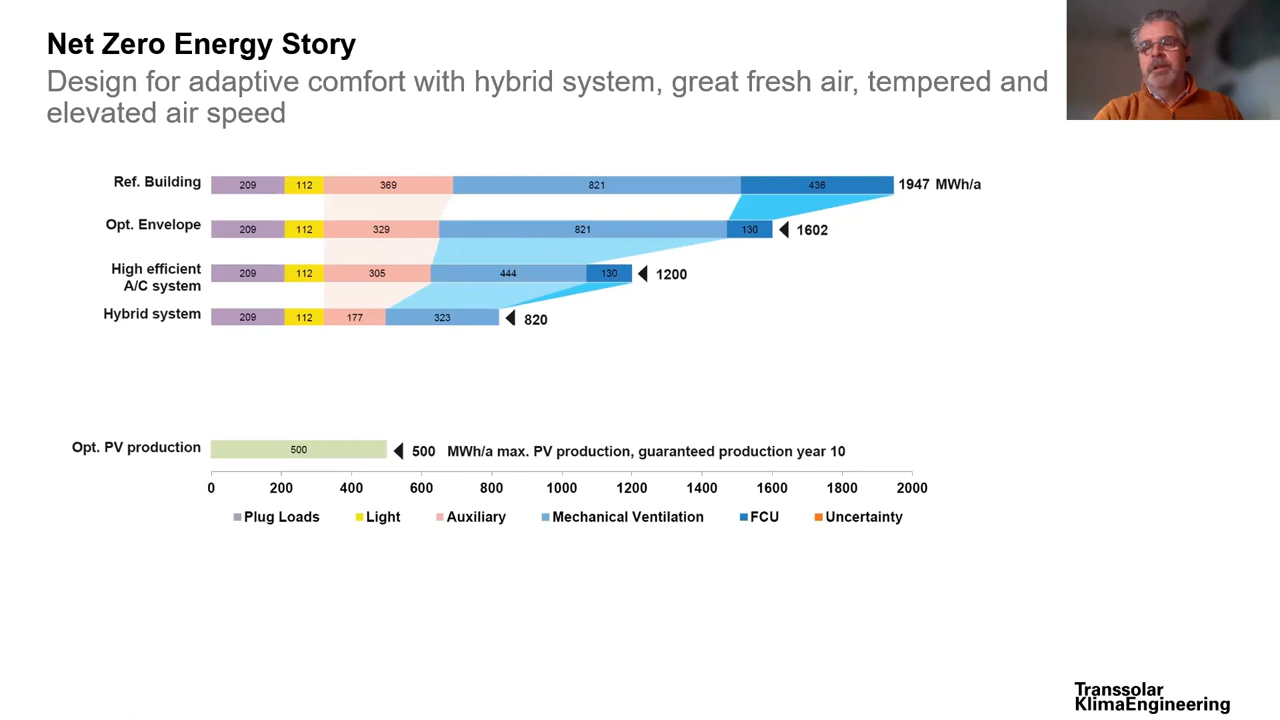 Net Zero Energy Story
Design for adaptive comfort with hybrid system, great fresh air, tempered and
elevated air speed
Ref. Building 209 112 369 821 436 1947 MWh/a
Opt. Envelope 209 112 329 821 130 1602
High efficient
A/C system 209 112 305 444 130 1200
Hybrid system 209 112 177 323 820
Opt. PV production 500 500 MWh/a max. PV production, guaranteed production year 10
0 200 400 600 800 1000 1200 1400 1600 1800 2000
Plug Loads Light Auxiliary Mechanical Ventilation FCU Uncertainty
Transsolar
KlimaEngineering